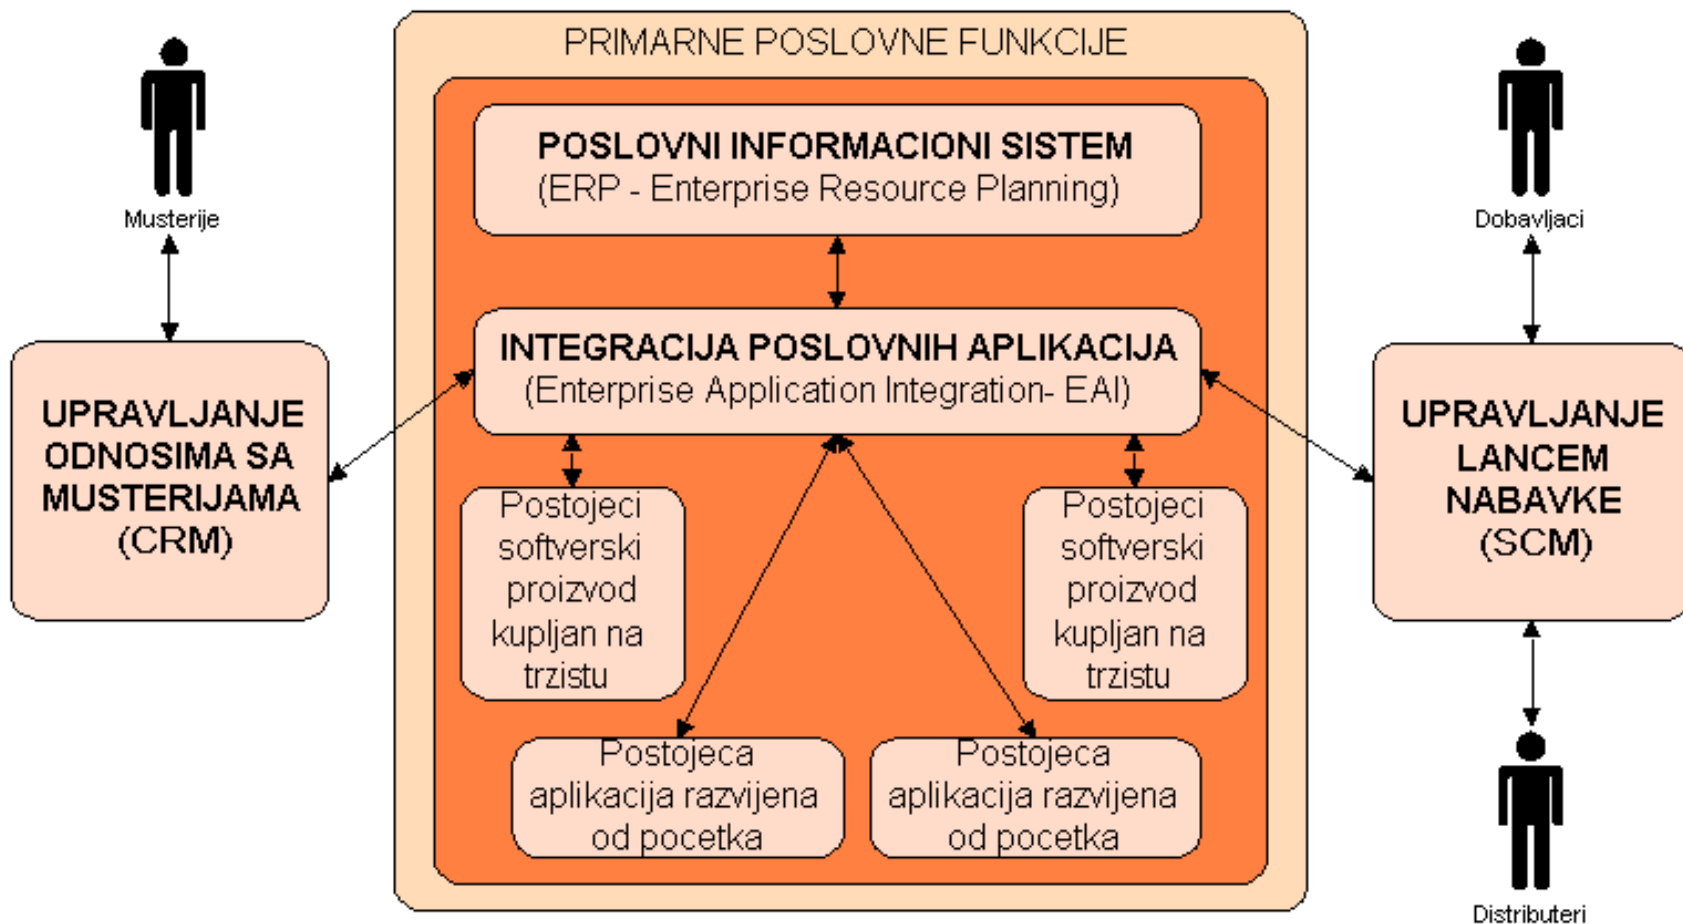 PRIMARNE POSLOVNE FUNKCIJE
POSLOVNI INFORMACIONI SISTEM
(ERP - Enterprise Resource Planning)
Musterije
Dobavljaci
INTEGRACIJA POSLOVNIH APLIKACIJA
(Enterprise Application Integration- EAI)
UPRAVLJANJE
ODNOSIMA SA
MUSTERIJAMA
(CRM)
UPRAVLJANJE
LANCEM
NABAVKE
(SCM)
Postojeci
softverski
proizvod
kupljan na
trzistu
Postojeci
softverski
proizvod
kupljan na
trzistu
Postojeca
aplikacija razvijena
od pocetka
Postojeca
aplikacija razvijena
od pocetka
Distributeri